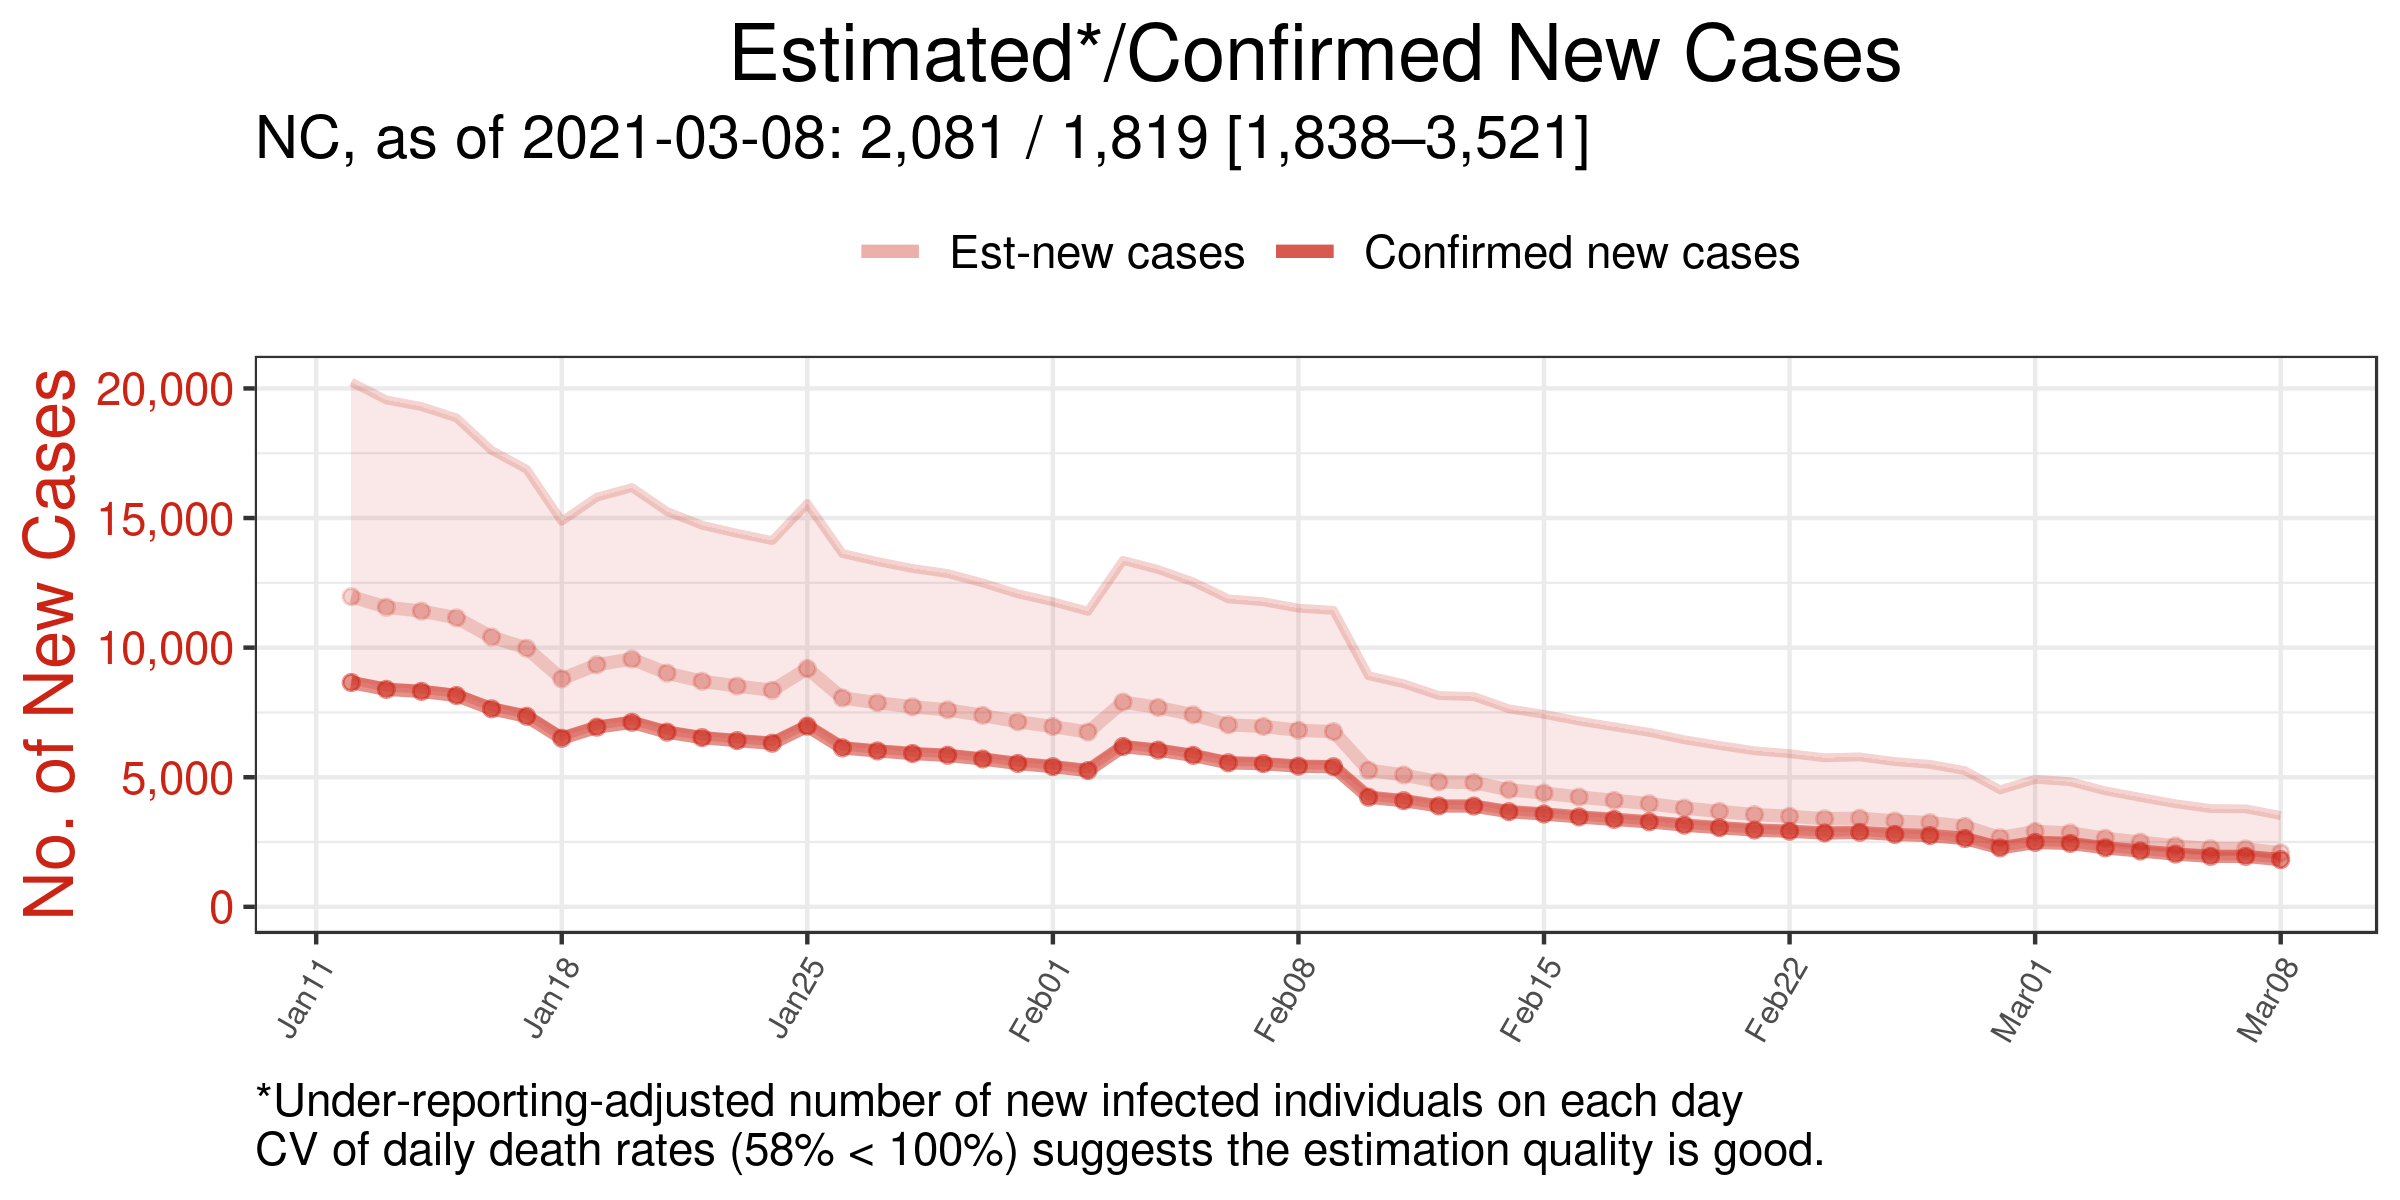 Estimated*/Confirmed New Cases
NC, as of 2021-03-08: 2,081 / 1,819 [1,838–3,521]
Est-new cases
Confirmed new cases
No. of New Cases
20,000
15,000
10,000
5,000
0
Jan11
Jan18
Jan25
Feb01
Feb08
Feb15
Feb22
Mar01
Mar08
*Under-reporting-adjusted number of new infected individuals on each day
CV of daily death rates (58% < 100%) suggests the estimation quality is good.